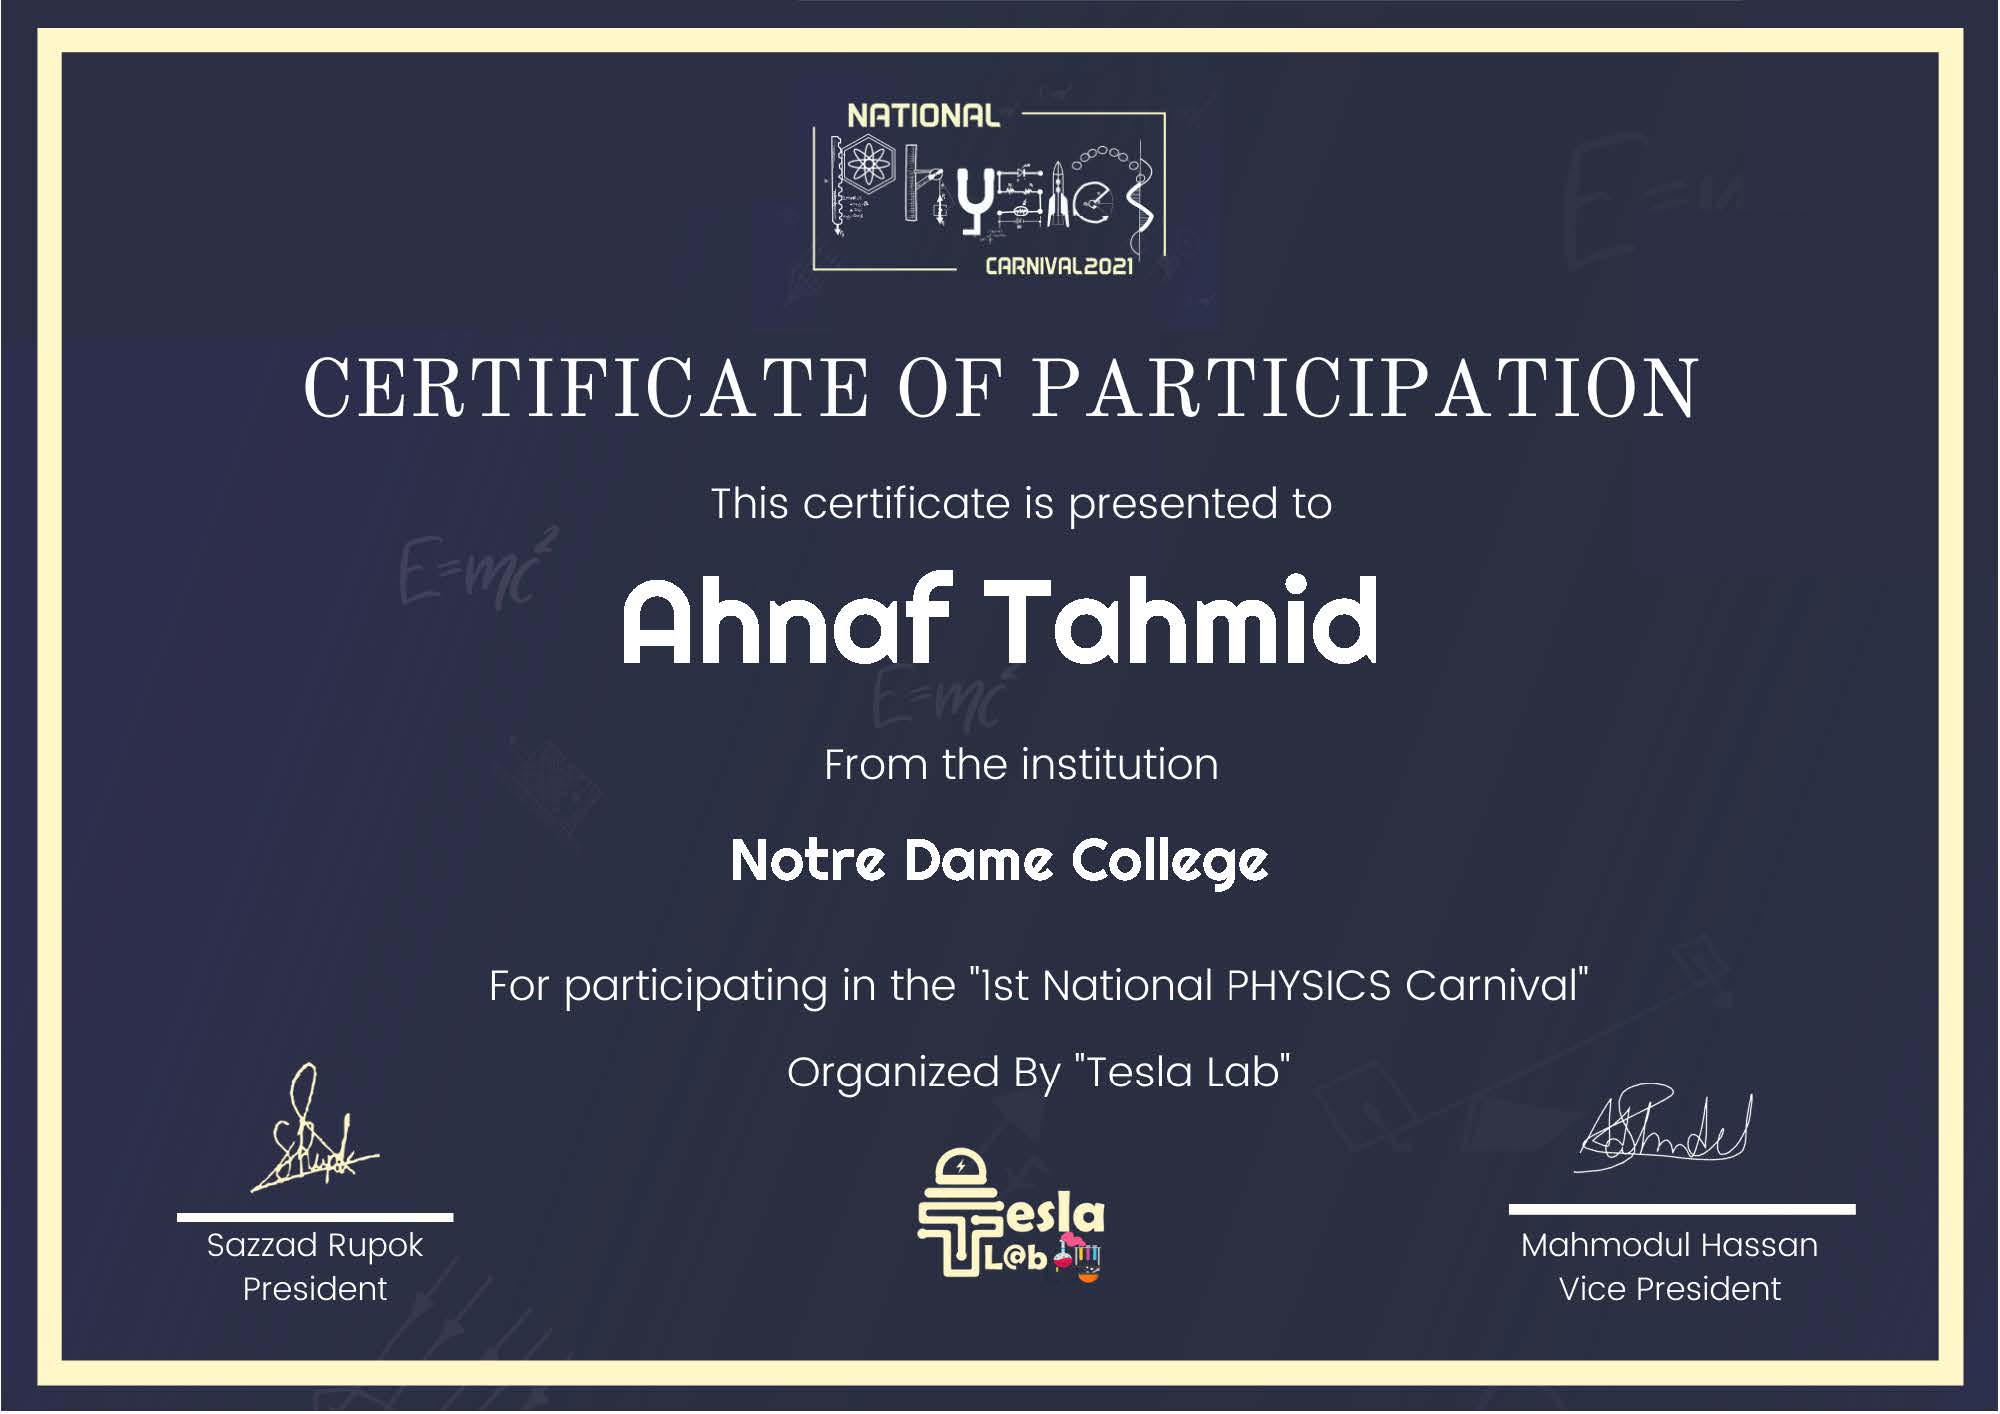 NATIONAL
Physics
CARNIVAL2021
CERTIFICATE OF PARTICIPATION
This certificate is presented to
E=mc²
Ahnaf Tahmid
E=mc²
From the institution
Notre Dame College
For participating in the "1st National PHYSICS Carnival"
Organized By "Tesla Lab"
Tesla
L@b
Sazzad Rupok
President
Mahmodul Hassan
Vice President